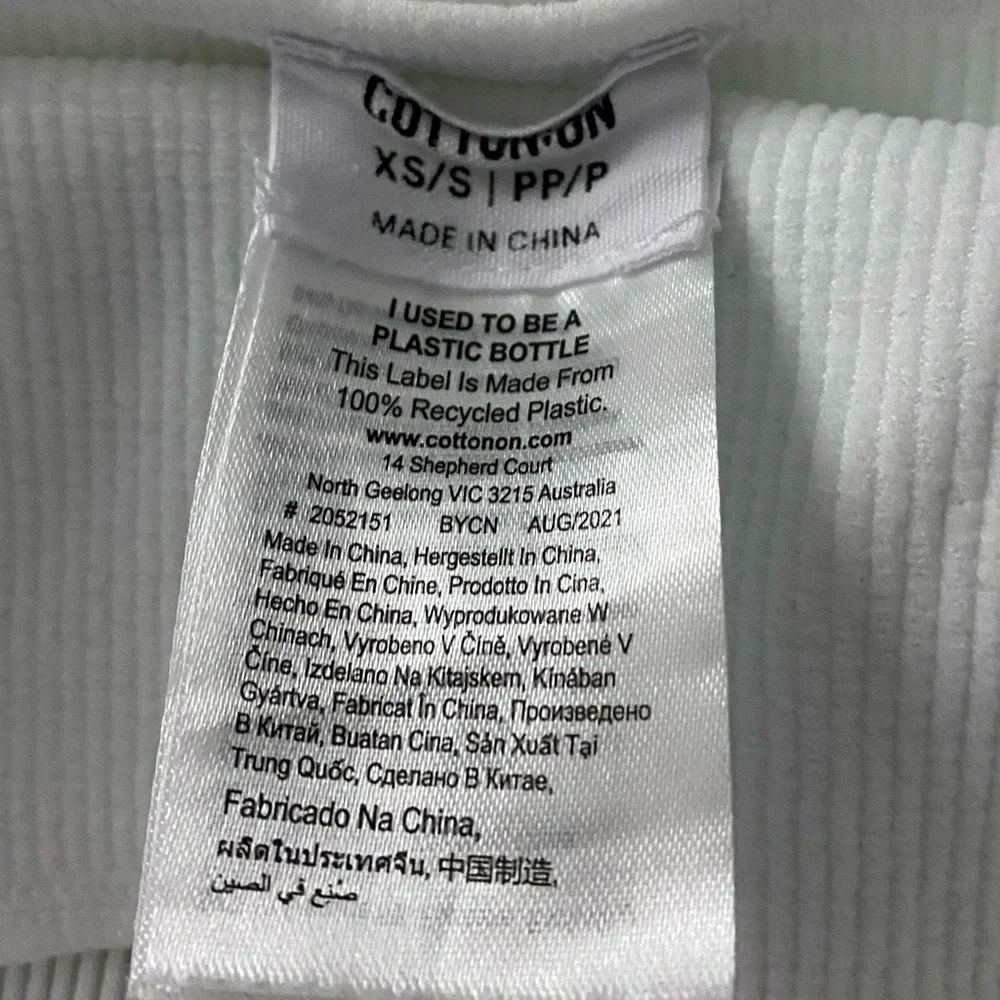 COTTON:ON
XS/S | PP/P
MADE IN CHINA
I USED TO BE A
PLASTIC BOTTLE
This Label Is Made From
100% Recycled Plastic.
www.cottonon.com
14 Shepherd Court
North Geelong VIC 3215 Australia
# 2052151 BYCN AUG/2021
Made In China, Hergestellt In China,
Fabriqué En Chine, Prodotto In Cina,
Hecho En China, Wyprodukowane W
Chinach, Vyrobeno V Číně, Vyrobené V
Číne, Izdelano Na Kitajskem, Kínában
Gyártva, Fabricat În China, Произведено
В Китай, Buatan Cina, Sản Xuất Tại
Trung Quốc, Сделано В Китае,
Fabricado Na China,
ผลิตในประเทศจีน, 中国制造,
صُنع في الصين